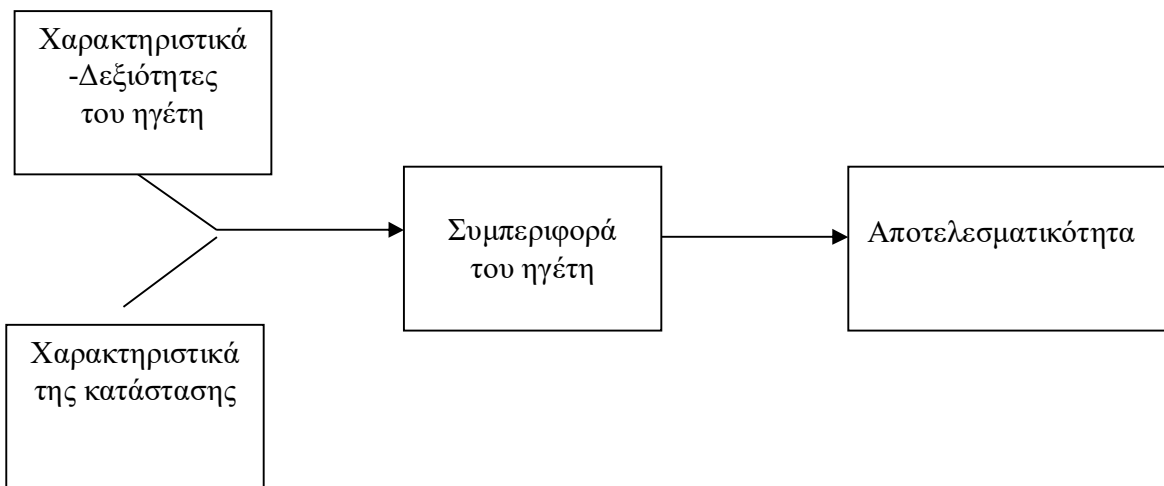 Χαρακτηριστικά
-Δεξιότητες
του ηγέτη
Συμπεριφορά
του ηγέτη
Αποτελεσματικότητα
Χαρακτηριστικά
της κατάστασης